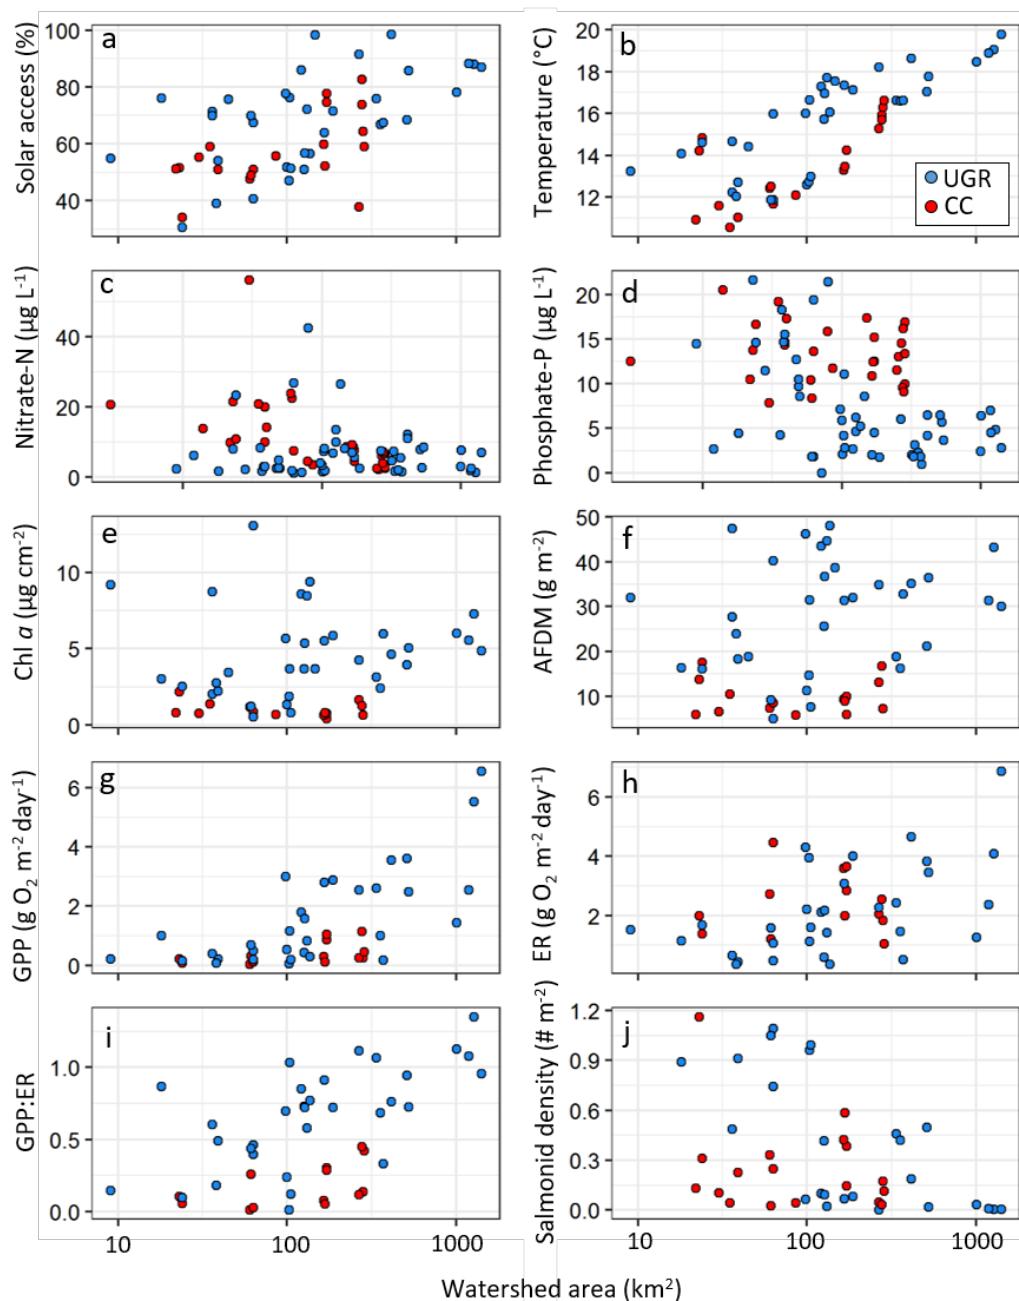 a
Solar access (%)
100
80
60
40
b
Temperature (°C)
20
18
16
14
12
UGR
CC
c
Nitrate-N (µg L-1)
40
20
0
d
Phosphate-P (µg L-1)
20
15
10
5
0
e
Chl a (µg cm-2)
10
5
0
f
AFDM (g m-2)
50
40
30
20
10
g
GPP (g O2 m-2 day-1)
6
4
2
0
h
ER (g O2 m-2 day-1)
6
4
2
i
GPP:ER
1.0
0.5
0.0
10
100
1000
j
Salmonid density (# m-2)
1.2
0.9
0.6
0.3
0.0
10
100
1000
Watershed area (km2)